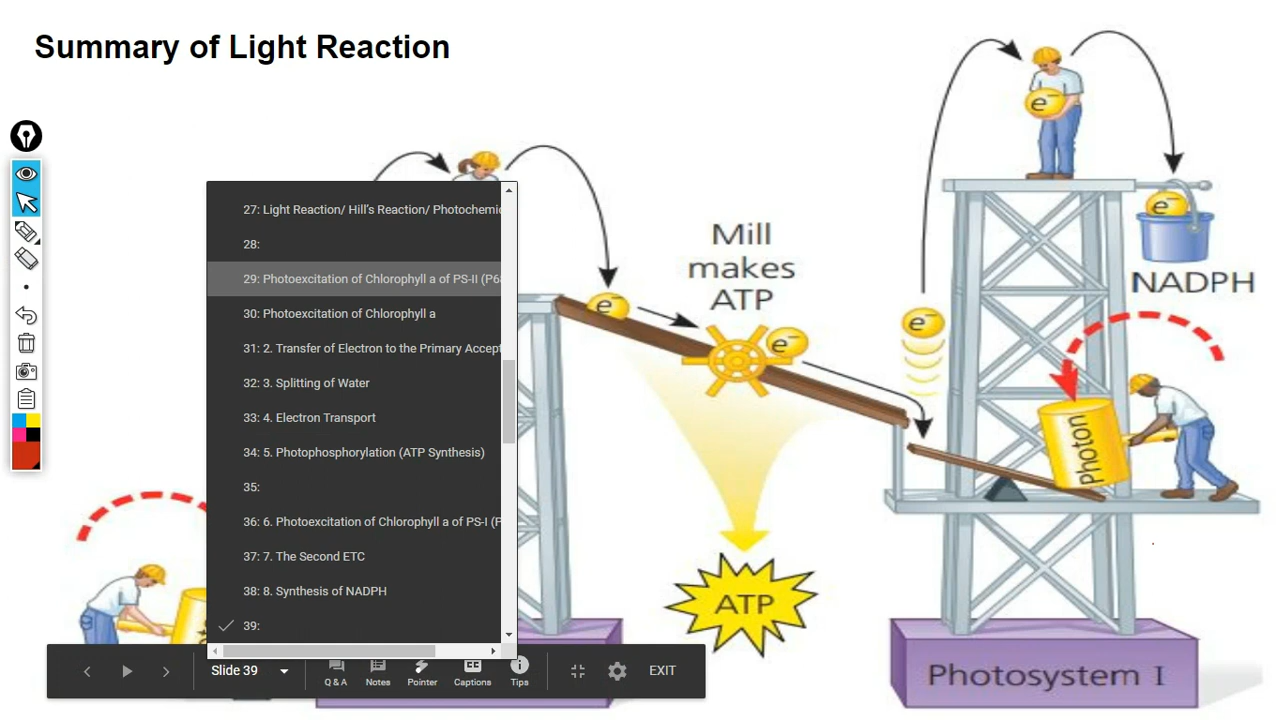 Summary of Light Reaction
e⁻
e⁻
NADPH
Mill
makes
ATP
e⁻
e⁻
e⁻
Photon
ATP
Photosystem I
27: Light Reaction/ Hill's Reaction/ Photochemic
28:
29: Photoexcitation of Chlorophyll a of PS-II (P6
30: Photoexcitation of Chlorophyll a
31: 2. Transfer of Electron to the Primary Accept
32: 3. Splitting of Water
33: 4. Electron Transport
34: 5. Photophosphorylation (ATP Synthesis)
35:
36: 6. Photoexcitation of Chlorophyll a of PS-I (P
37: 7. The Second ETC
38: 8. Synthesis of NADPH
39:
Slide 39
Q & A
Notes
Pointer
CC
Captions
Tips
EXIT